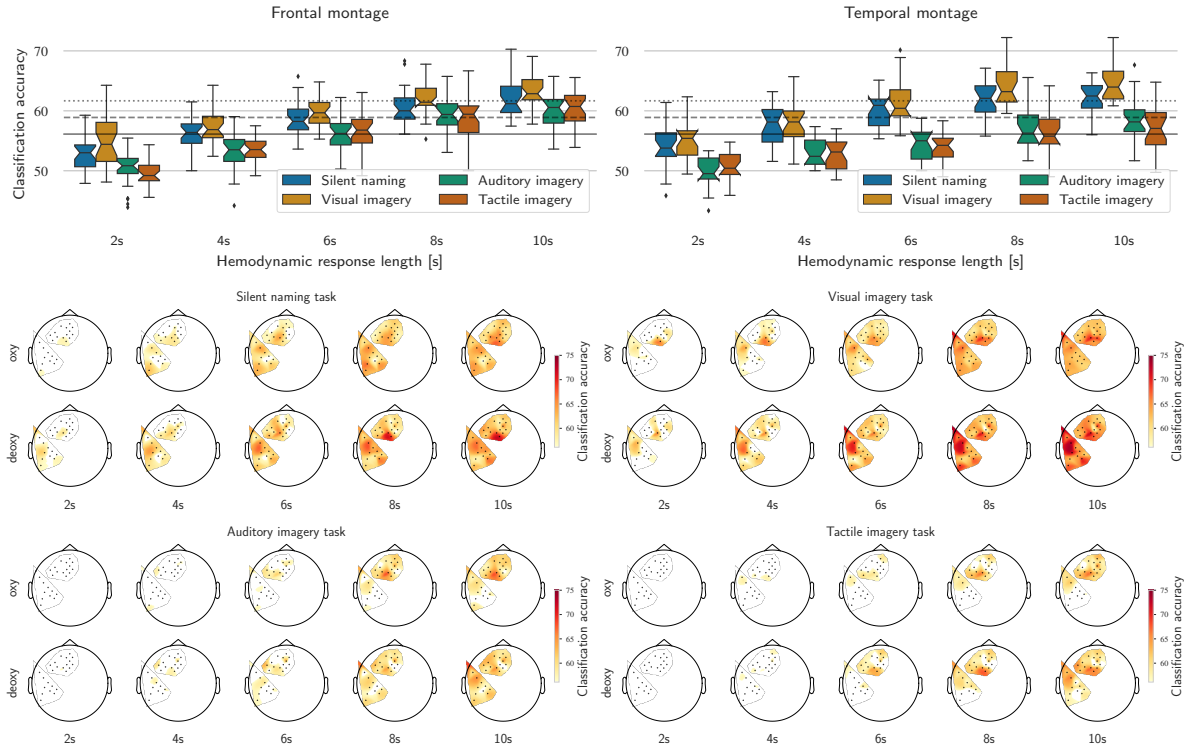 Frontal montage
Temporal montage
Classification accuracy
70
60
50
Silent naming
Visual imagery
Auditory imagery
Tactile imagery
2s 4s 6s 8s 10s
Hemodynamic response length [s]
70
60
50
Silent naming
Visual imagery
Auditory imagery
Tactile imagery
2s 4s 6s 8s 10s
Hemodynamic response length [s]
Silent naming task
oxy
deoxy
2s 4s 6s 8s 10s
75
70
65
60
Classification accuracy
Visual imagery task
oxy
deoxy
2s 4s 6s 8s 10s
75
70
65
60
Classification accuracy
Auditory imagery task
oxy
deoxy
2s 4s 6s 8s 10s
75
70
65
60
Classification accuracy
Tactile imagery task
oxy
deoxy
2s 4s 6s 8s 10s
75
70
65
60
Classification accuracy